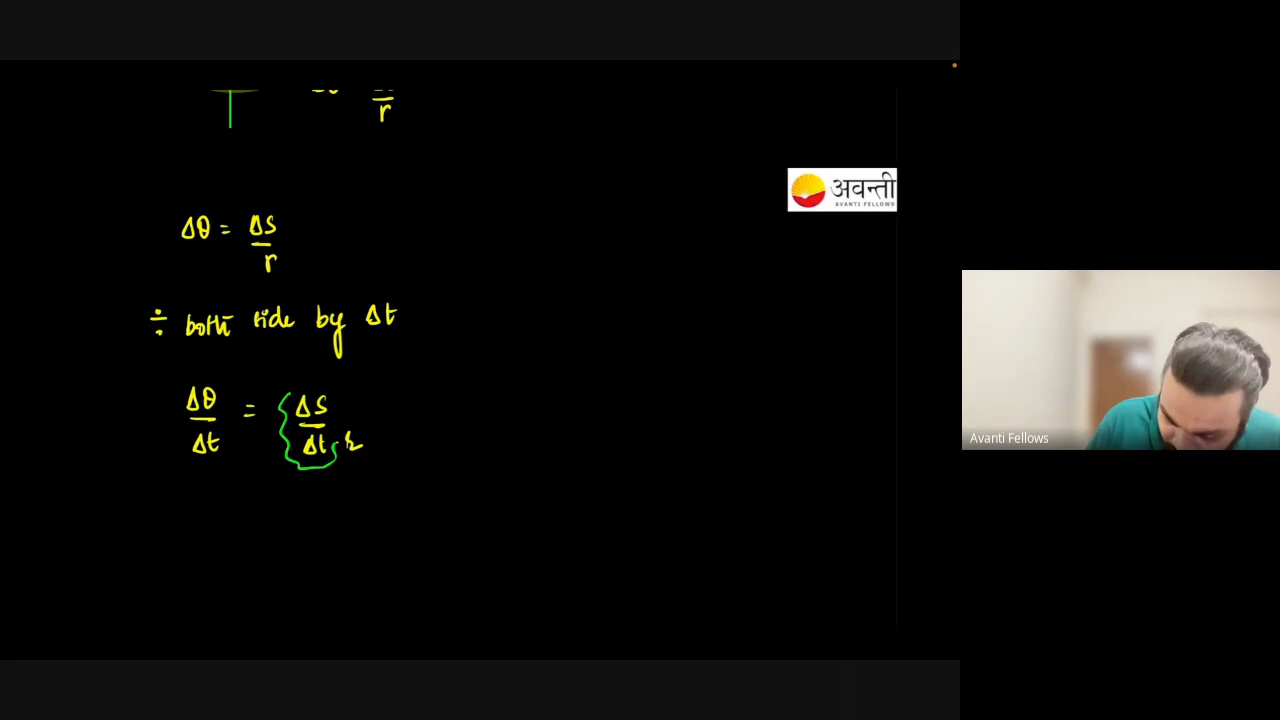 r
अवन्ती
AVANTI FELLOWS
Δθ = Δs
r
÷ both side by Δt
Δθ = Δs
Δt Δt r
Avanti Fellows